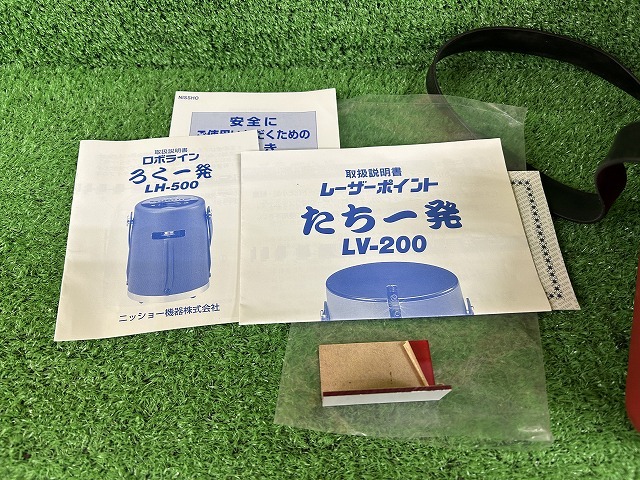 NISSHO
安全に
ご使用いただくための
き
取扱説明書
ロボライン
ろく一発
LH-500
ニッショー機器株式会社
取扱説明書
レーザーポイント
たち一発
LV-200